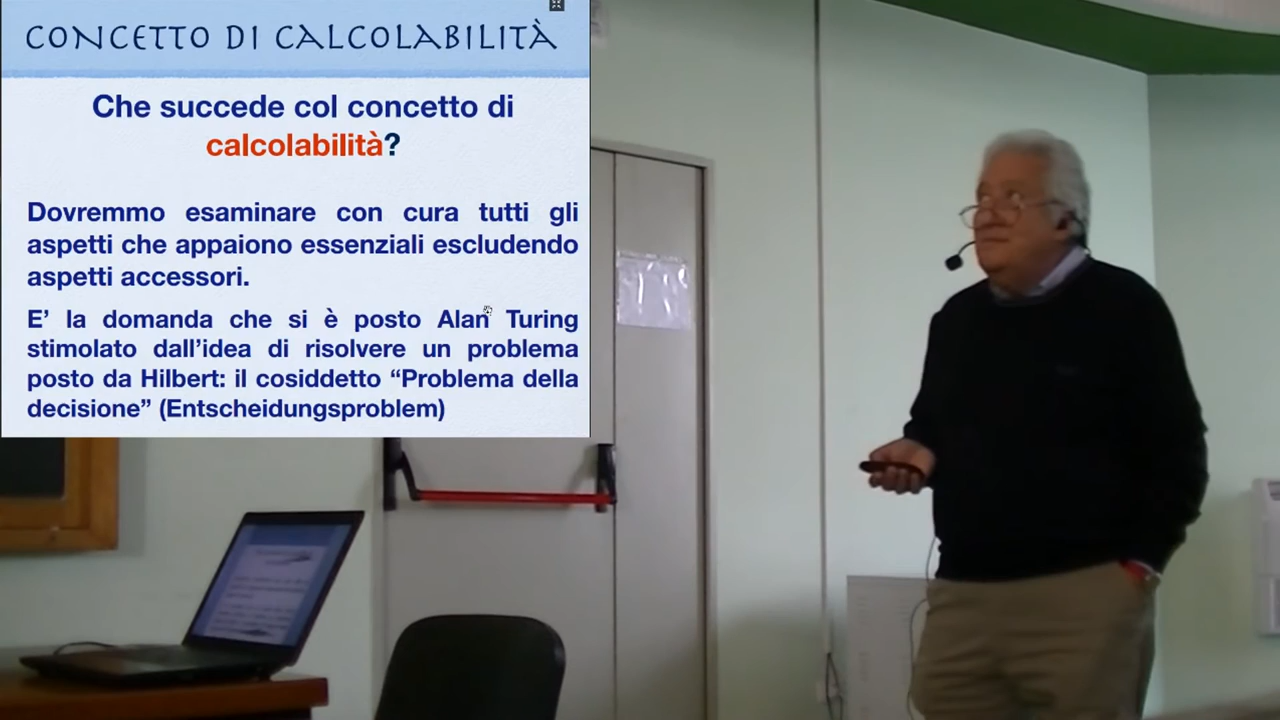 CONCETTO DI CALCOLABILITÀ
Che succede col concetto di
calcolabilità?
Dovremmo esaminare con cura tutti gli
aspetti che appaiono essenziali escludendo
aspetti accessori.
E’ la domanda che si è posto Alan Turing
stimolato dall’idea di risolvere un problema
posto da Hilbert: il cosiddetto “Problema della
decisione” (Entscheidungsproblem)